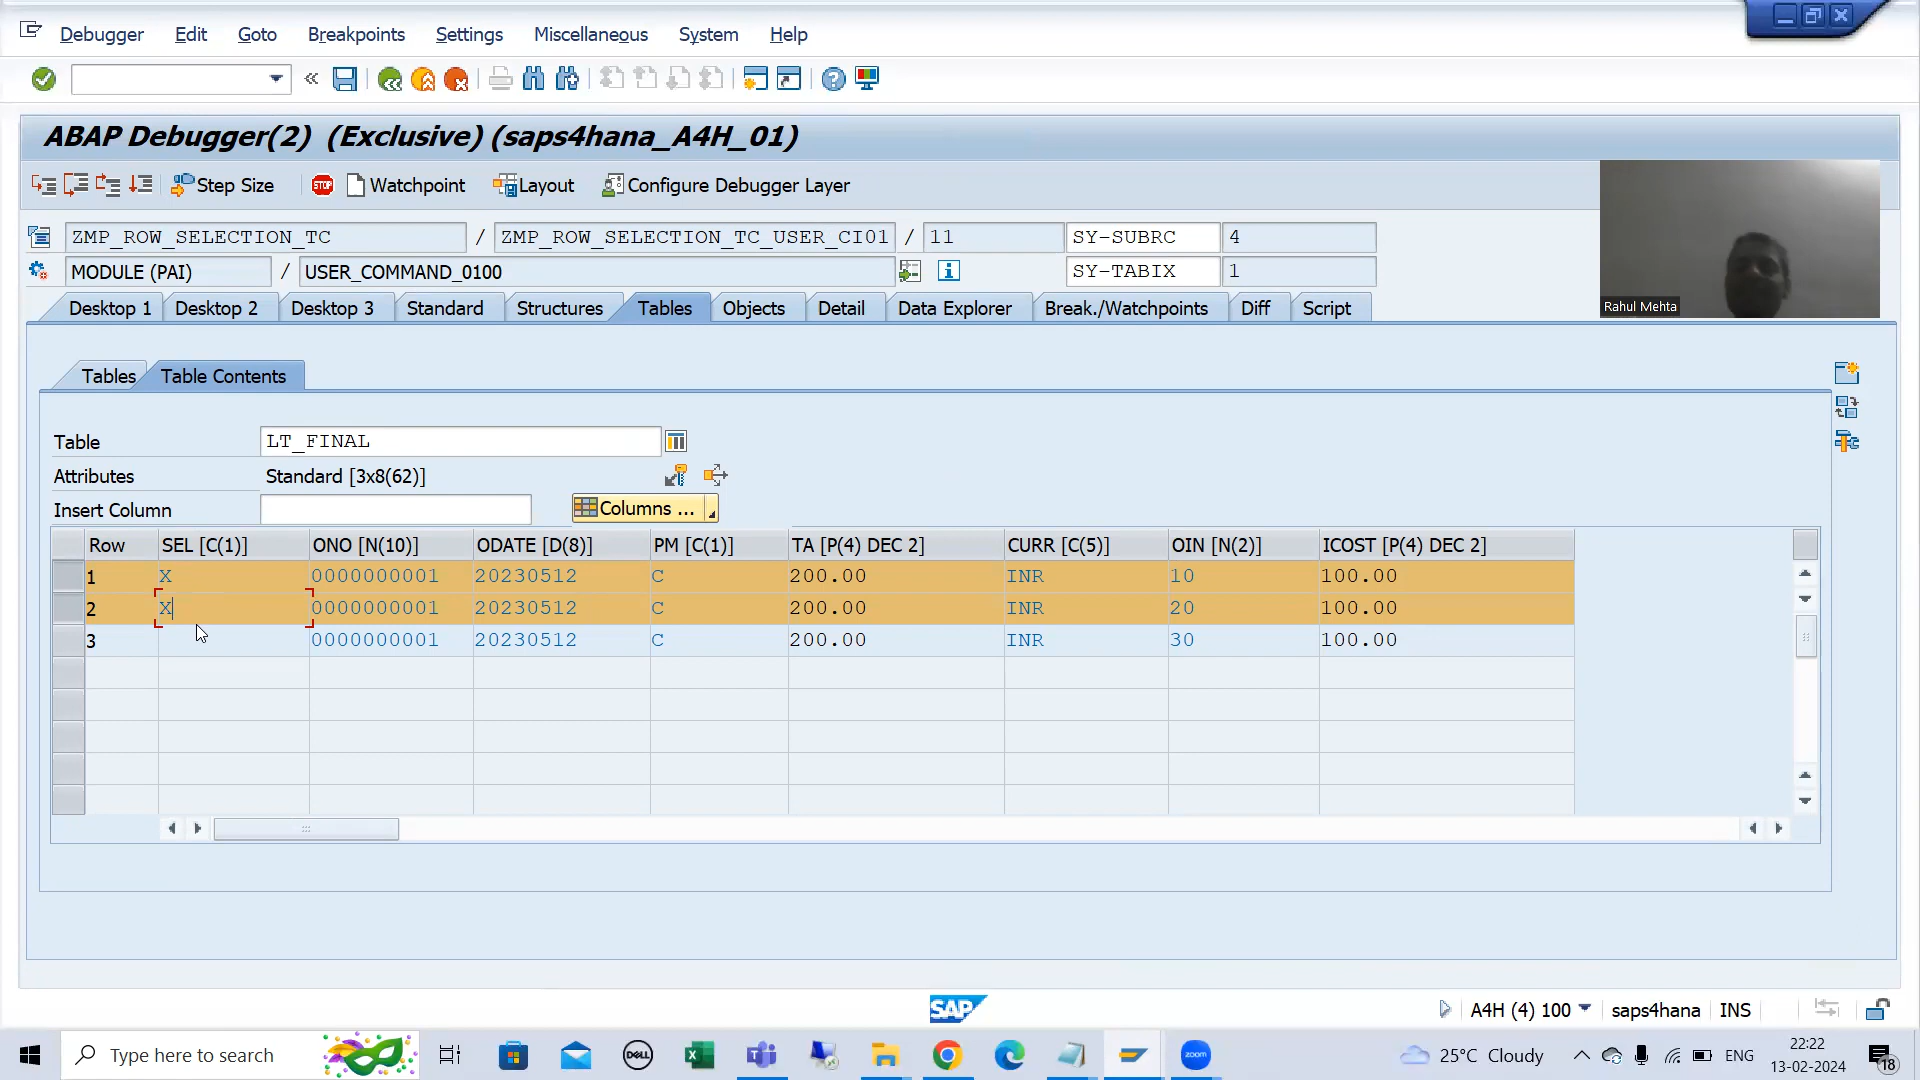 Debugger Edit Goto Breakpoints Settings Miscellaneous System Help
ABAP Debugger(2) (Exclusive) (saps4hana_A4H_01)
Step Size STOP Watchpoint Layout Configure Debugger Layer
ZMP_ROW_SELECTION_TC / ZMP_ROW_SELECTION_TC_USER_CI01 / 11 SY-SUBRC 4
MODULE (PAI) / USER_COMMAND_0100 SY-TABIX 1
Rahul Mehta
Desktop 1 Desktop 2 Desktop 3 Standard Structures Tables Objects Detail Data Explorer Break./Watchpoints Diff Script
Tables Table Contents
Table LT_FINAL
Attributes Standard [3x8(62)]
Insert Column Columns ...
Row SEL [C(1)] ONO [N(10)] ODATE [D(8)] PM [C(1)] TA [P(4) DEC 2] CURR [C(5)] OIN [N(2)] ICOST [P(4) DEC 2]
1 X 0000000001 20230512 C 200.00 INR 10 100.00
2 X 0000000001 20230512 C 200.00 INR 20 100.00
3 0000000001 20230512 C 200.00 INR 30 100.00
SAP
A4H (4) 100 saps4hana INS
Type here to search DELL zoom 25°C Cloudy ENG 22:22
13-02-2024 18